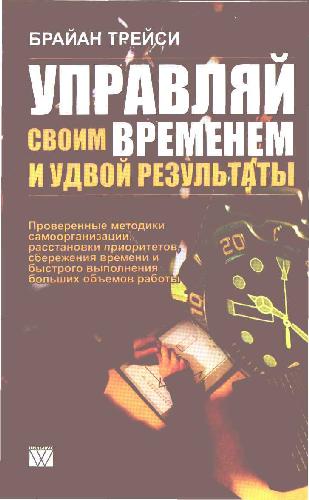 БРАЙАН ТРЕЙСИ
УПРАВЛЯЙ
СВОИМ ВРЕМЕНЕМ
И УДВОЙ РЕЗУЛЬТАТЫ
Проверенные методики
самоорганизации,
расстановки приоритетов,
сбережения времени и
быстрого выполнения
больших объемов работы
20